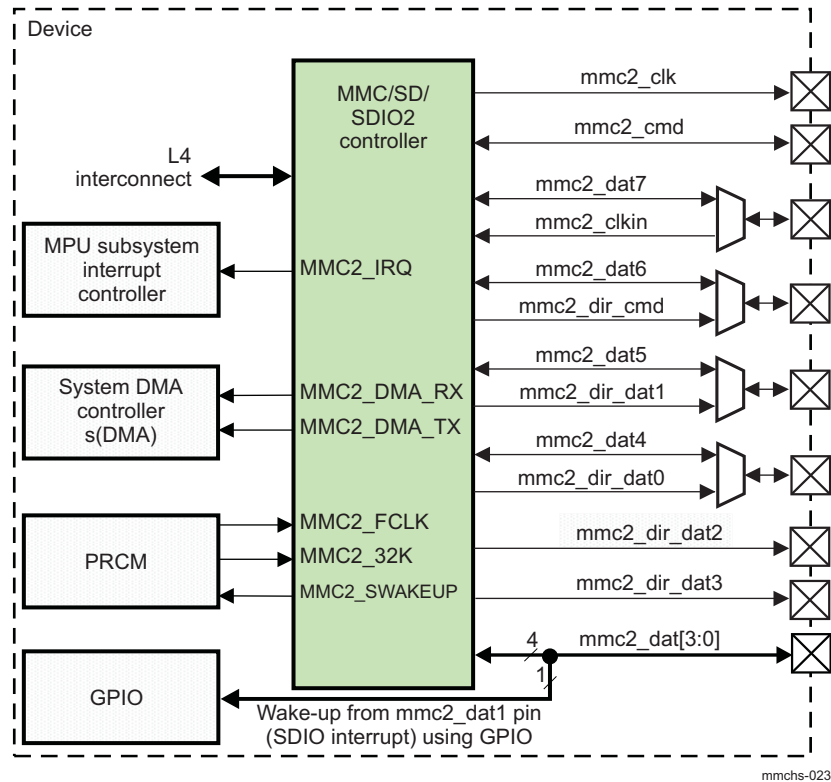 Device
MMC/SD/
SDIO2
controller
L4
interconnect
MPU subsystem
interrupt
controller
MMC2_IRQ
System DMA
controller
s(DMA)
MMC2_DMA_RX
MMC2_DMA_TX
PRCM
MMC2_FCLK
MMC2_32K
MMC2_SWAKEUP
GPIO
mmc2_clk
mmc2_cmd
mmc2_dat7
mmc2_clkin
mmc2_dat6
mmc2_dir_cmd
mmc2_dat5
mmc2_dir_dat1
mmc2_dat4
mmc2_dir_dat0
mmc2_dir_dat2
mmc2_dir_dat3
4
mmc2_dat[3:0]
1
Wake-up from mmc2_dat1 pin
(SDIO interrupt) using GPIO
mmchs-023